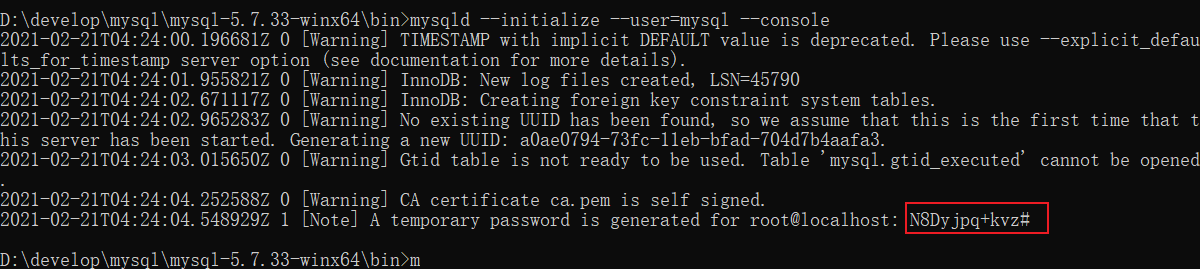 D:\develop\mysql\mysql-5.7.33-winx64\bin>mysqld --initialize --user=mysql --console
2021-02-21T04:24:00.196681Z 0 [Warning] TIMESTAMP with implicit DEFAULT value is deprecated. Please use --explicit_defau
lts_for_timestamp server option (see documentation for more details).
2021-02-21T04:24:01.955821Z 0 [Warning] InnoDB: New log files created, LSN=45790
2021-02-21T04:24:02.671117Z 0 [Warning] InnoDB: Creating foreign key constraint system tables.
2021-02-21T04:24:02.965283Z 0 [Warning] No existing UUID has been found, so we assume that this is the first time that t
his server has been started. Generating a new UUID: a0ae0794-73fc-11eb-bfad-704d7b4aafa3.
2021-02-21T04:24:03.015650Z 0 [Warning] Gtid table is not ready to be used. Table 'mysql.gtid_executed' cannot be opened
.
2021-02-21T04:24:04.252588Z 0 [Warning] CA certificate ca.pem is self signed.
2021-02-21T04:24:04.548929Z 1 [Note] A temporary password is generated for root@localhost: N8Dyjpq+kvz#
D:\develop\mysql\mysql-5.7.33-winx64\bin>m